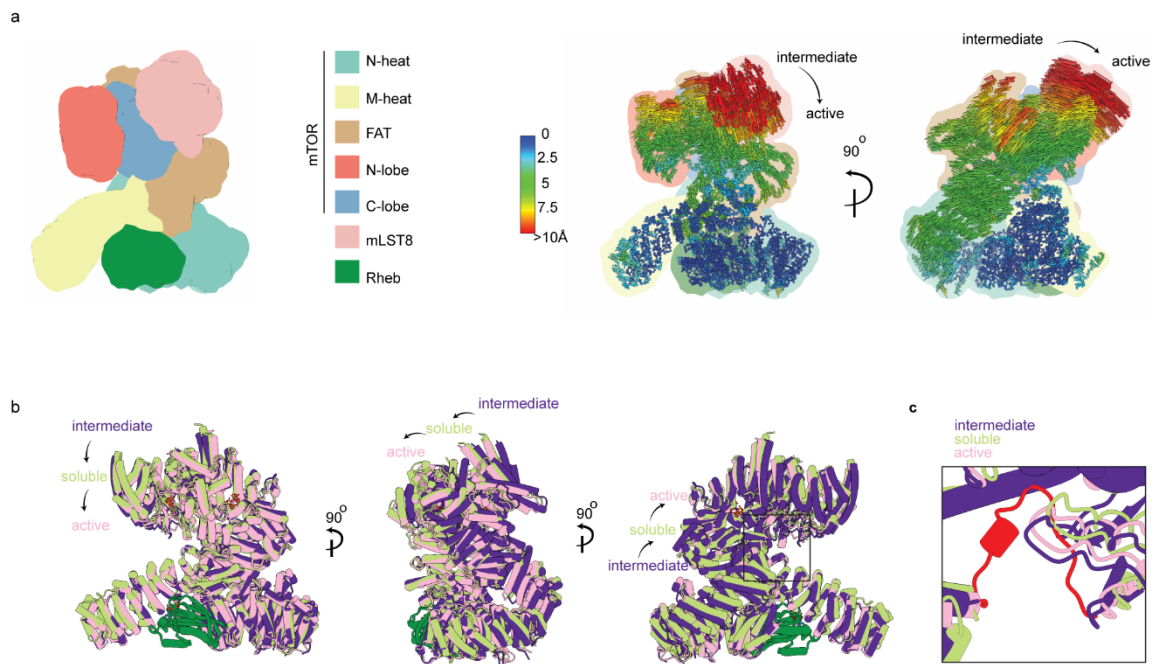 a
mTOR
N-heat
M-heat
FAT
N-lobe
C-lobe
mLST8
Rheb
0
2.5
5
7.5
>10Å
intermediate
active
90°
intermediate
active
b
intermediate
soluble
active
90°
intermediate
soluble
active
90°
active
soluble
intermediate
c
intermediate
soluble
active